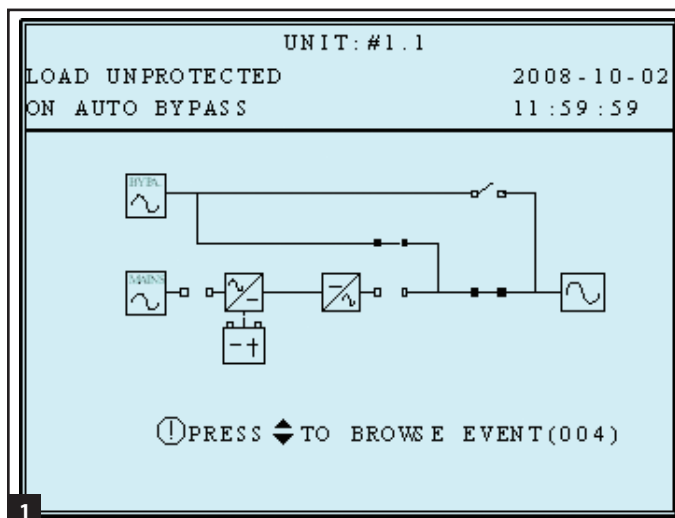 UNIT:#1.1
LOAD UNPROTECTED 2008-10-02
ON AUTO BYPASS 11:59:59
BYPA.
MAINS
PRESS TO BROWSE EVENT(004)
1